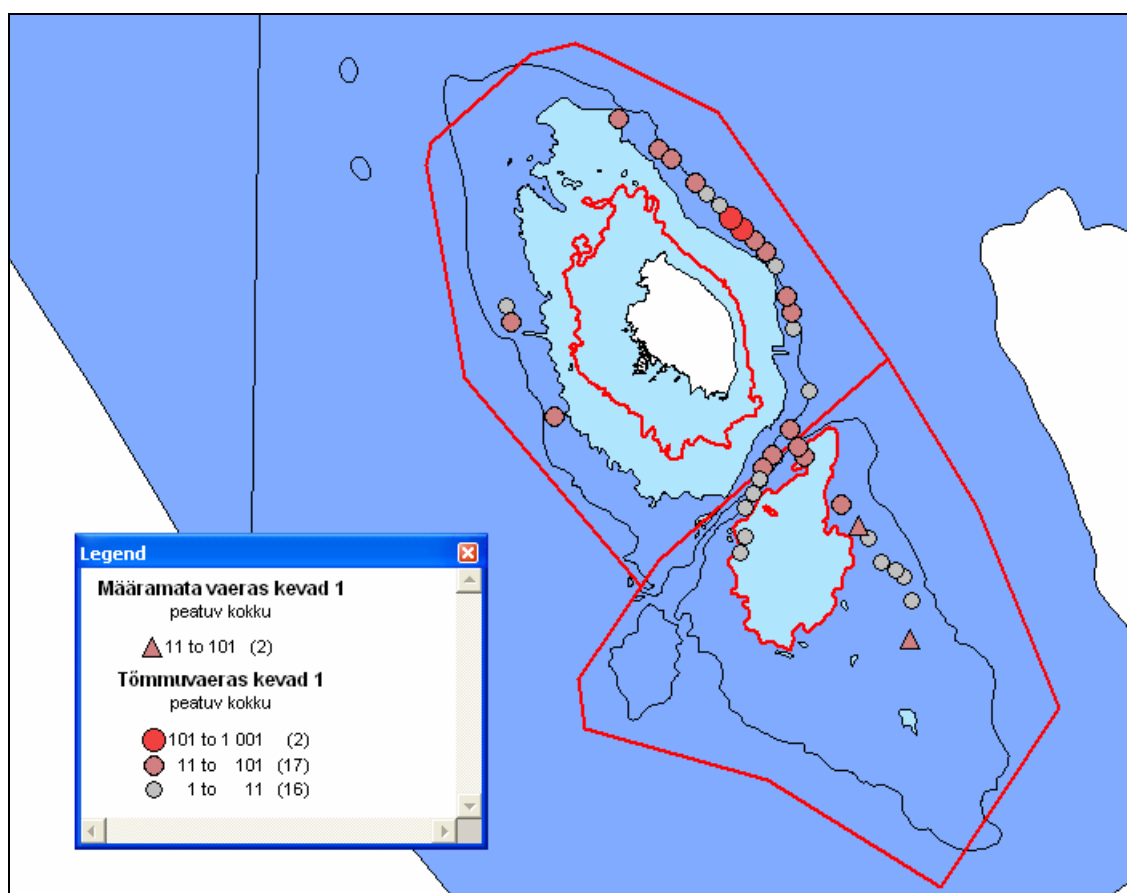 Legend
Määramata vaeras kevad 1
peatuv kokku
11 to 101 (2)
Tõmmuvaeras kevad 1
peatuv kokku
101 to 1 001 (2)
11 to 101 (17)
1 to 11 (16)